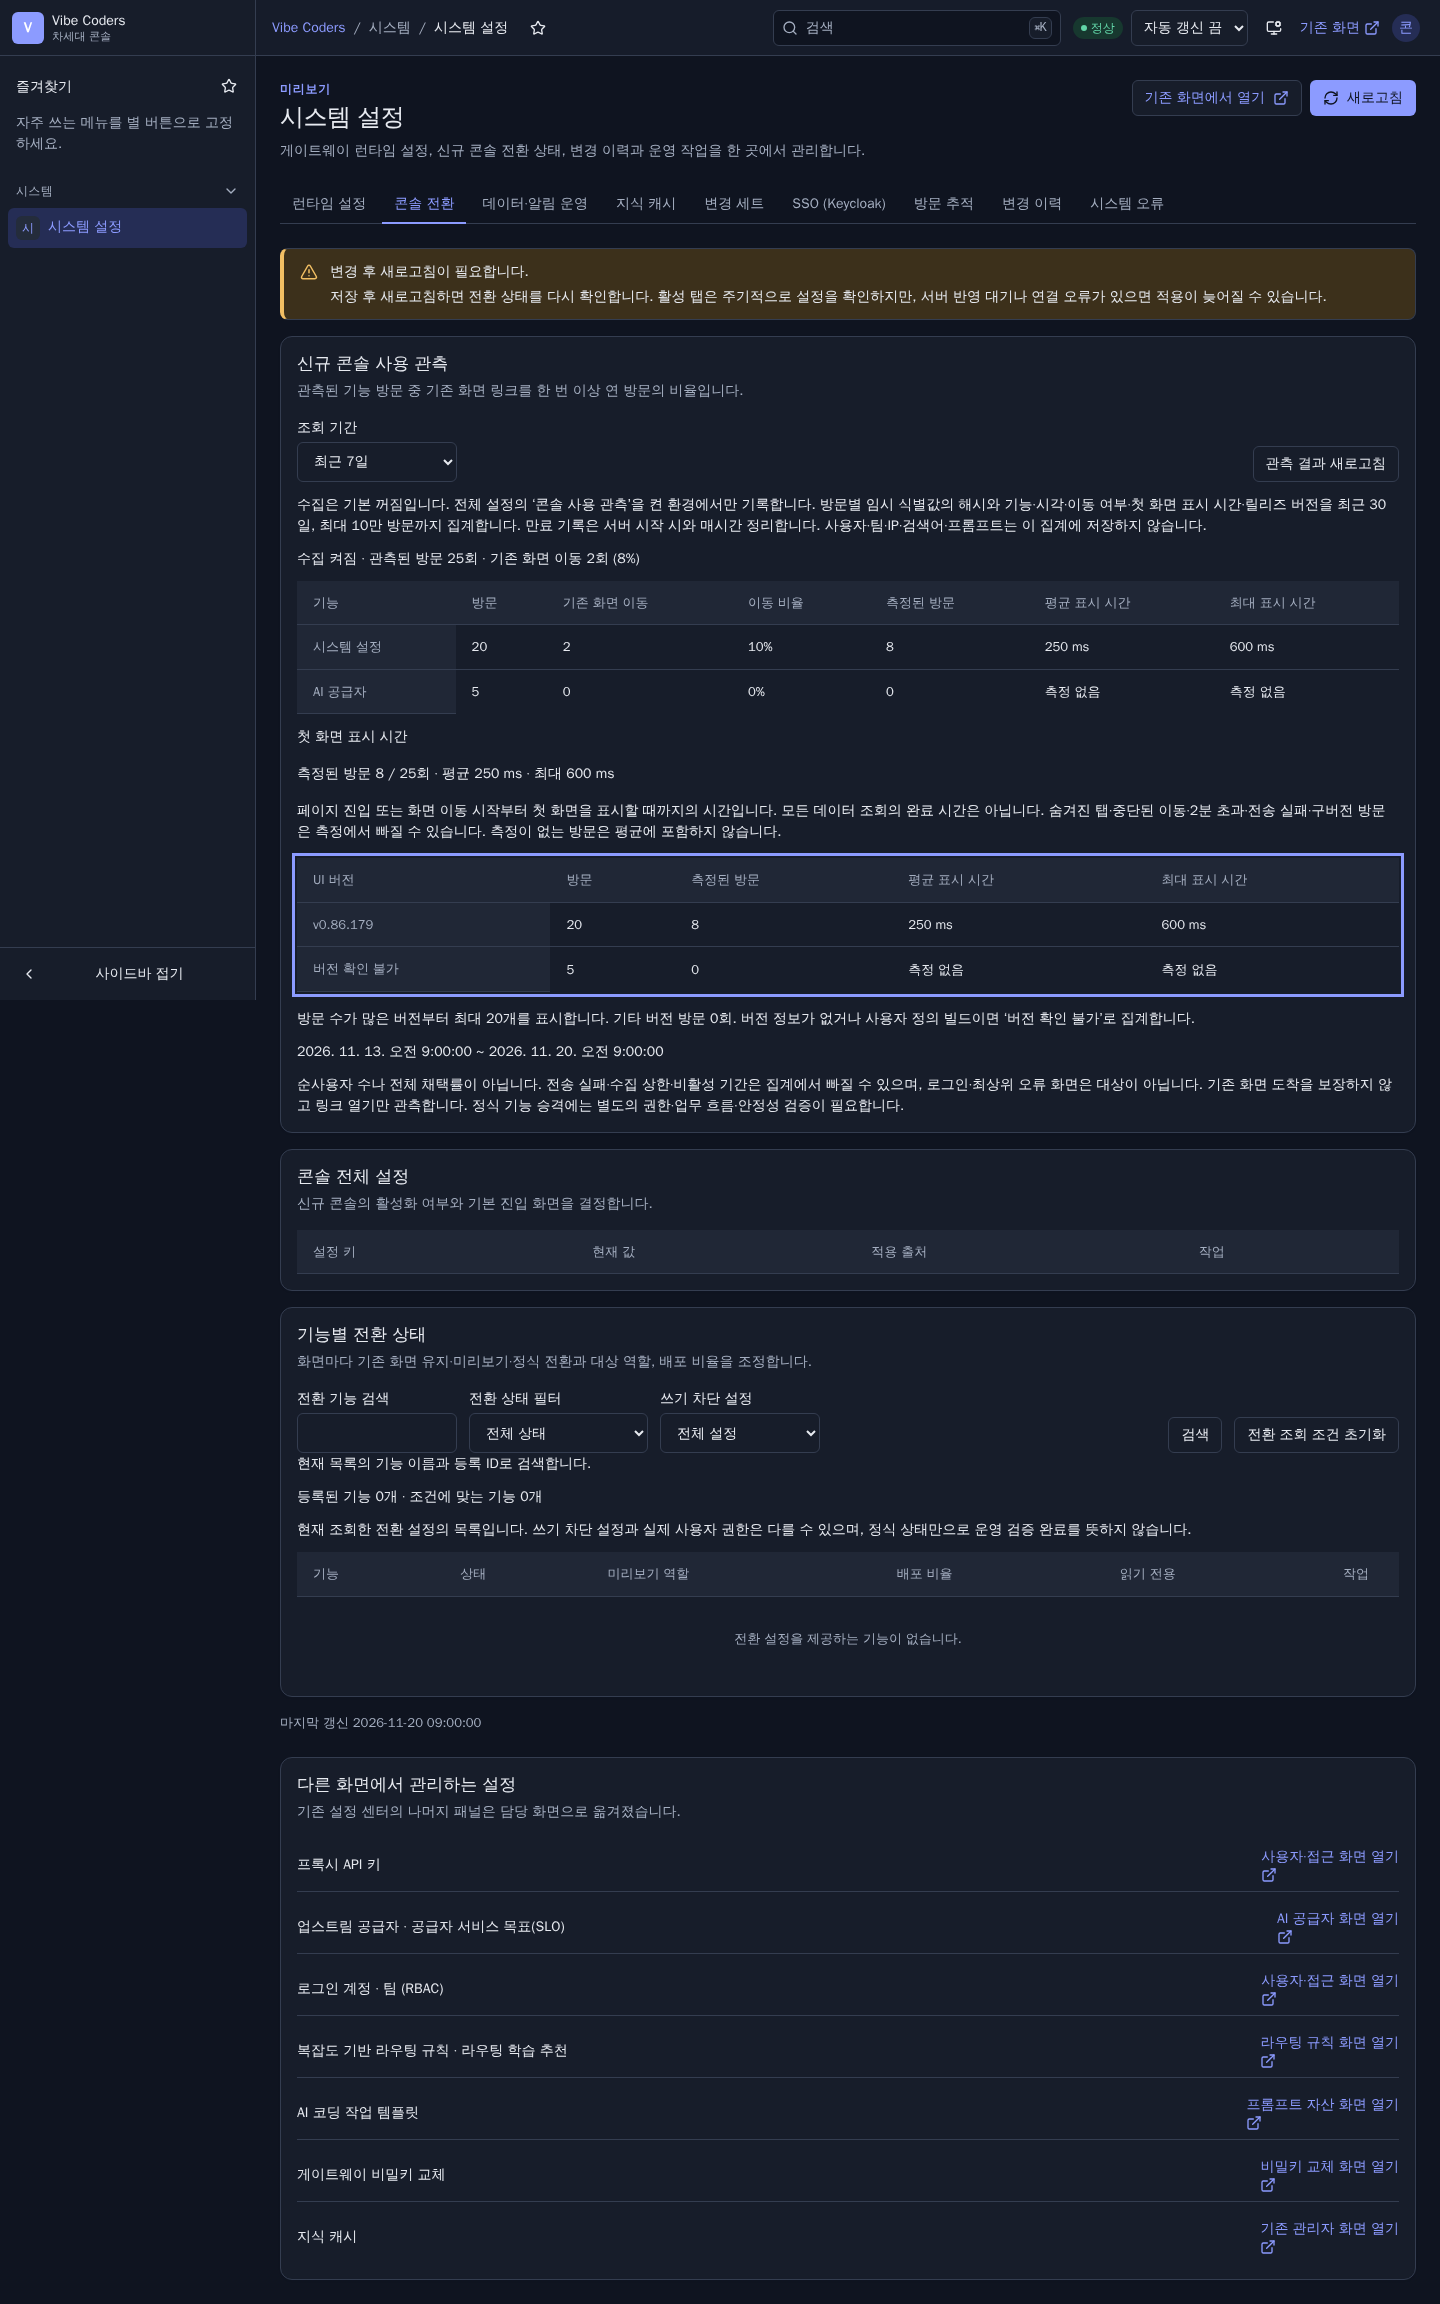 V
Vibe Coders
차세대 콘솔
Vibe Coders / 시스템 / 시스템 설정
검색
⌘K
정상
자동 갱신 끔
기존 화면
콘
즐겨찾기
자주 쓰는 메뉴를 별 버튼으로 고정
하세요.
시스템
시 시스템 설정
사이드바 접기
미리보기
시스템 설정
게이트웨이 런타임 설정, 신규 콘솔 전환 상태, 변경 이력과 운영 작업을 한 곳에서 관리합니다.
기존 화면에서 열기
새로고침
런타임 설정 콘솔 전환 데이터·알림 운영 지식 캐시 변경 세트 SSO (Keycloak) 방문 추적 변경 이력 시스템 오류
변경 후 새로고침이 필요합니다.
저장 후 새로고침하면 전환 상태를 다시 확인합니다. 활성 탭은 주기적으로 설정을 확인하지만, 서버 반영 대기나 연결 오류가 있으면 적용이 늦어질 수 있습니다.
신규 콘솔 사용 관측
관측된 기능 방문 중 기존 화면 링크를 한 번 이상 연 방문의 비율입니다.
조회 기간
최근 7일
관측 결과 새로고침
수집은 기본 꺼짐입니다. 전체 설정의 ‘콘솔 사용 관측’을 켠 환경에서만 기록합니다. 방문별 임시 식별값의 해시와 기능·시각·이동 여부·첫 화면 표시 시간·릴리즈 버전을 최근 30
일, 최대 10만 방문까지 집계합니다. 만료 기록은 서버 시작 시와 매시간 정리합니다. 사용자·팀·IP·검색어·프롬프트는 이 집계에 저장하지 않습니다.
수집 켜짐 · 관측된 방문 25회 · 기존 화면 이동 2회 (8%)
기능 방문 기존 화면 이동 이동 비율 측정된 방문 평균 표시 시간 최대 표시 시간
시스템 설정 20 2 10% 8 250 ms 600 ms
AI 공급자 5 0 0% 0 측정 없음 측정 없음
첫 화면 표시 시간
측정된 방문 8 / 25회 · 평균 250 ms · 최대 600 ms
페이지 진입 또는 화면 이동 시작부터 첫 화면을 표시할 때까지의 시간입니다. 모든 데이터 조회의 완료 시간은 아닙니다. 숨겨진 탭·중단된 이동·2분 초과·전송 실패·구버전 방문
은 측정에서 빠질 수 있습니다. 측정이 없는 방문은 평균에 포함하지 않습니다.
UI 버전 방문 측정된 방문 평균 표시 시간 최대 표시 시간
v0.86.179 20 8 250 ms 600 ms
버전 확인 불가 5 0 측정 없음 측정 없음
방문 수가 많은 버전부터 최대 20개를 표시합니다. 기타 버전 방문 0회. 버전 정보가 없거나 사용자 정의 빌드이면 ‘버전 확인 불가’로 집계합니다.
2026. 11. 13. 오전 9:00:00 ~ 2026. 11. 20. 오전 9:00:00
순사용자 수나 전체 채택률이 아닙니다. 전송 실패·수집 상한·비활성 기간은 집계에서 빠질 수 있으며, 로그인·최상위 오류 화면은 대상이 아닙니다. 기존 화면 도착을 보장하지 않
고 링크 열기만 관측합니다. 정식 기능 승격에는 별도의 권한·업무 흐름·안정성 검증이 필요합니다.
콘솔 전체 설정
신규 콘솔의 활성화 여부와 기본 진입 화면을 결정합니다.
설정 키 현재 값 적용 출처 작업
기능별 전환 상태
화면마다 기존 화면 유지·미리보기·정식 전환과 대상 역할, 배포 비율을 조정합니다.
전환 기능 검색 전환 상태 필터 쓰기 차단 설정
전체 상태 전체 설정
검색 전환 조회 조건 초기화
현재 목록의 기능 이름과 등록 ID로 검색합니다.
등록된 기능 0개 · 조건에 맞는 기능 0개
현재 조회한 전환 설정의 목록입니다. 쓰기 차단 설정과 실제 사용자 권한은 다를 수 있으며, 정식 상태만으로 운영 검증 완료를 뜻하지 않습니다.
기능 상태 미리보기 역할 배포 비율 읽기 전용 작업
전환 설정을 제공하는 기능이 없습니다.
마지막 갱신 2026-11-20 09:00:00
다른 화면에서 관리하는 설정
기존 설정 센터의 나머지 패널은 담당 화면으로 옮겨졌습니다.
프록시 API 키 사용자·접근 화면 열기
업스트림 공급자 · 공급자 서비스 목표(SLO) AI 공급자 화면 열기
로그인 계정 · 팀 (RBAC) 사용자·접근 화면 열기
복잡도 기반 라우팅 규칙 · 라우팅 학습 추천 라우팅 규칙 화면 열기
AI 코딩 작업 템플릿 프롬프트 자산 화면 열기
게이트웨이 비밀키 교체 비밀키 교체 화면 열기
지식 캐시 기존 관리자 화면 열기